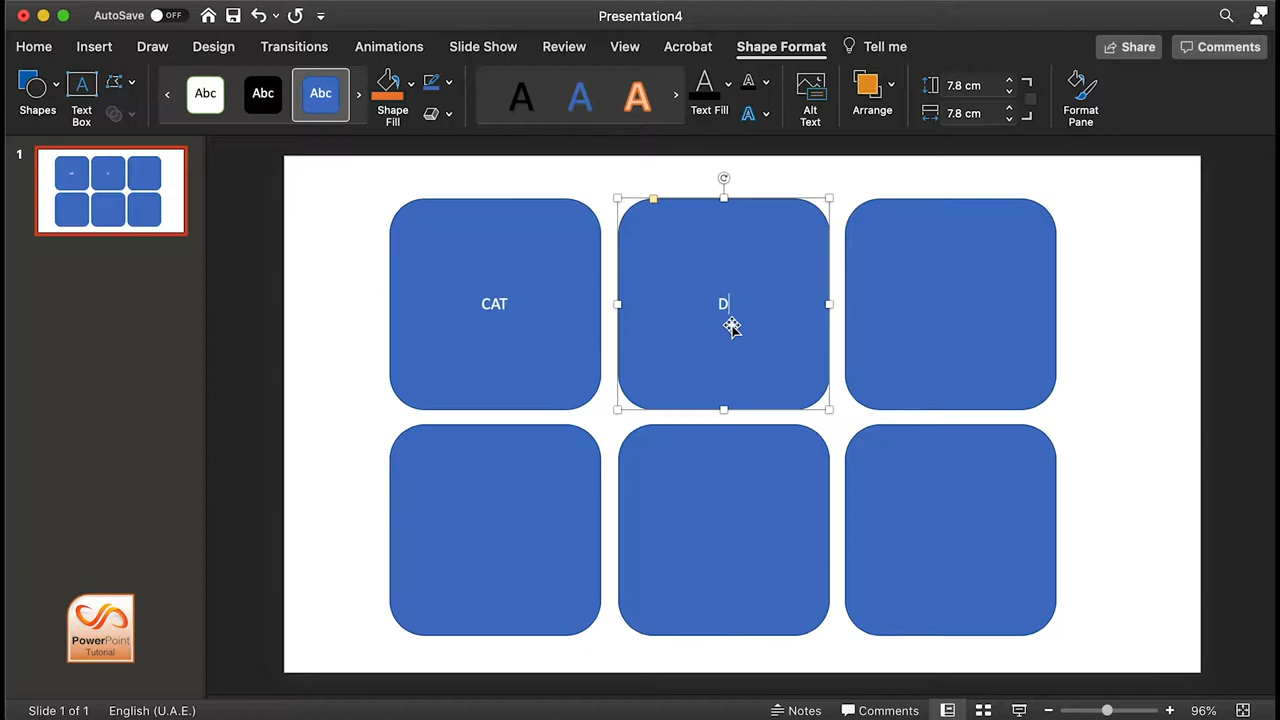 AutoSave OFF
Presentation4
Home Insert Draw Design Transitions Animations Slide Show Review View Acrobat Shape Format Tell me Share Comments
Shapes
Text Box
Abc Abc Abc
Shape Fill
A A A
Text Fill
Alt Text
Arrange
7.8 cm
7.8 cm
Format Pane
1
CAT
D
PowerPoint
Tutorial
Slide 1 of 1 English (U.A.E.) Notes Comments 96%